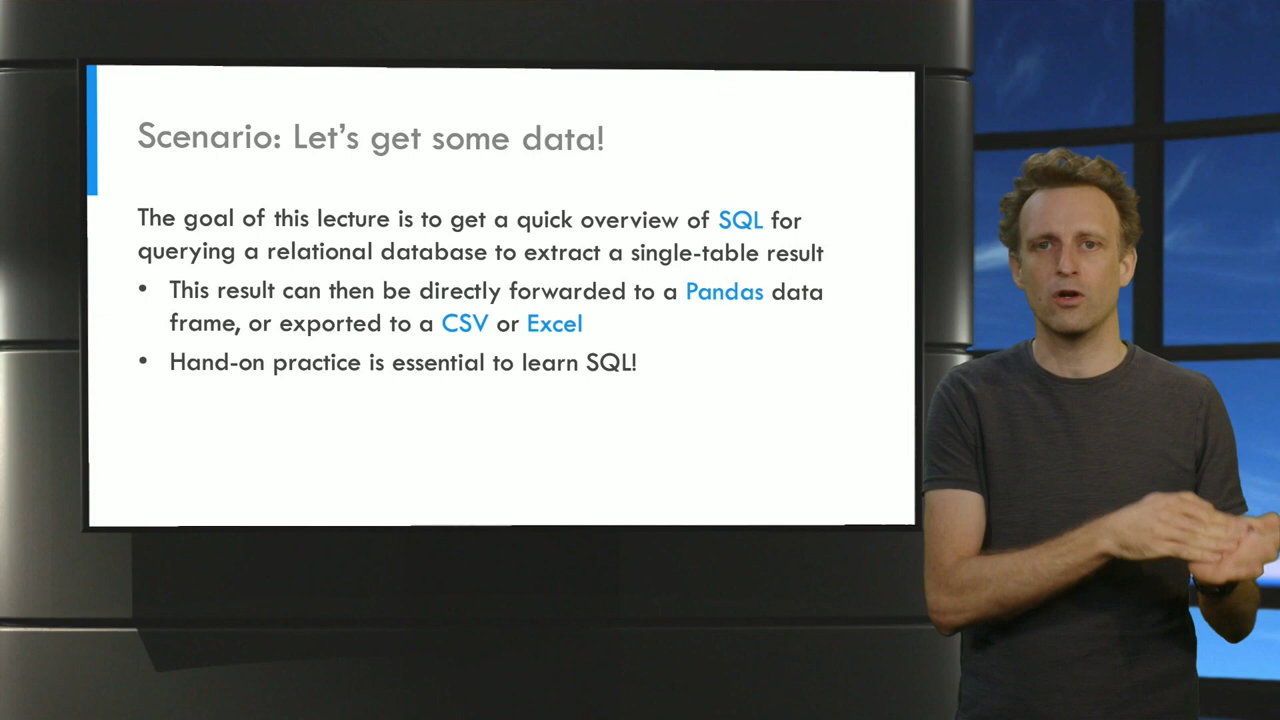 Scenario: Let's get some data!
The goal of this lecture is to get a quick overview of SQL for
querying a relational database to extract a single-table result
• This result can then be directly forwarded to a Pandas data
frame, or exported to a CSV or Excel
• Hand-on practice is essential to learn SQL!